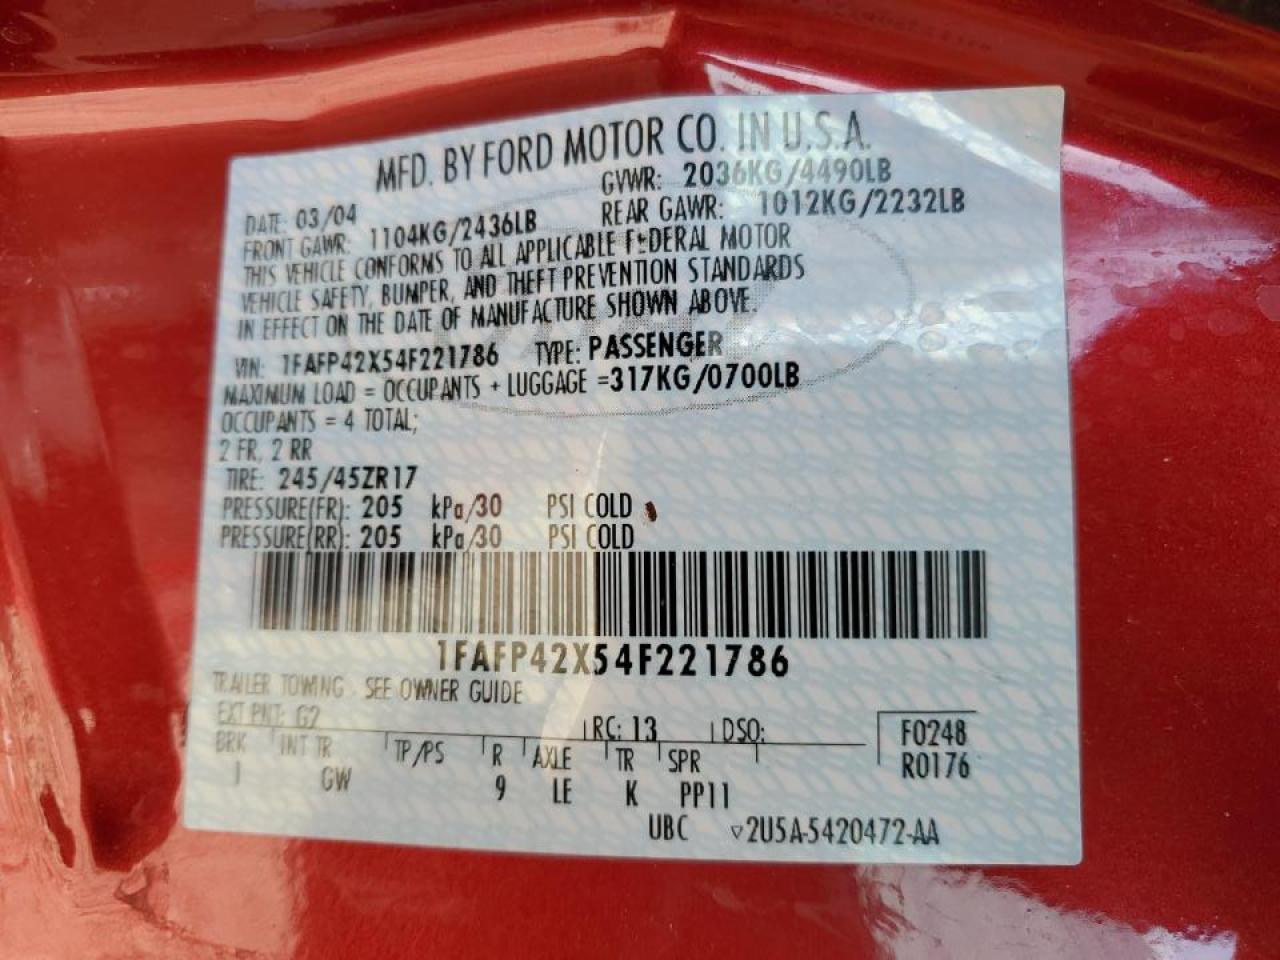 MFD. BY FORD MOTOR CO. IN U.S.A.
DATE: 03/04 GVWR: 2036KG/4490LB
FRONT GAWR: 1104KG/2436LB REAR GAWR: 1012KG/2232LB
THIS VEHICLE CONFORMS TO ALL APPLICABLE FEDERAL MOTOR
VEHICLE SAFETY, BUMPER, AND THEFT PREVENTION STANDARDS
IN EFFECT ON THE DATE OF MANUFACTURE SHOWN ABOVE.
VIN: 1FAFP42X54F221786 TYPE: PASSENGER
MAXIMUM LOAD = OCCUPANTS + LUGGAGE =317KG/0700LB
OCCUPANTS = 4 TOTAL;
2 FR, 2 RR
TIRE: 245/45ZR17
PRESSURE(FR): 205 kPa/30 PSI COLD
PRESSURE(RR): 205 kPa/30 PSI COLD
1FAFP42X54F221786
TRAILER TOWING - SEE OWNER GUIDE
EXT PNT: G2 RC: 13 DSO:
BRK INT TR TP/PS R AXLE TR SPR
1 GW 9 LE K PP11
F0248
R0176
UBC ▽2U5A-5420472-AA